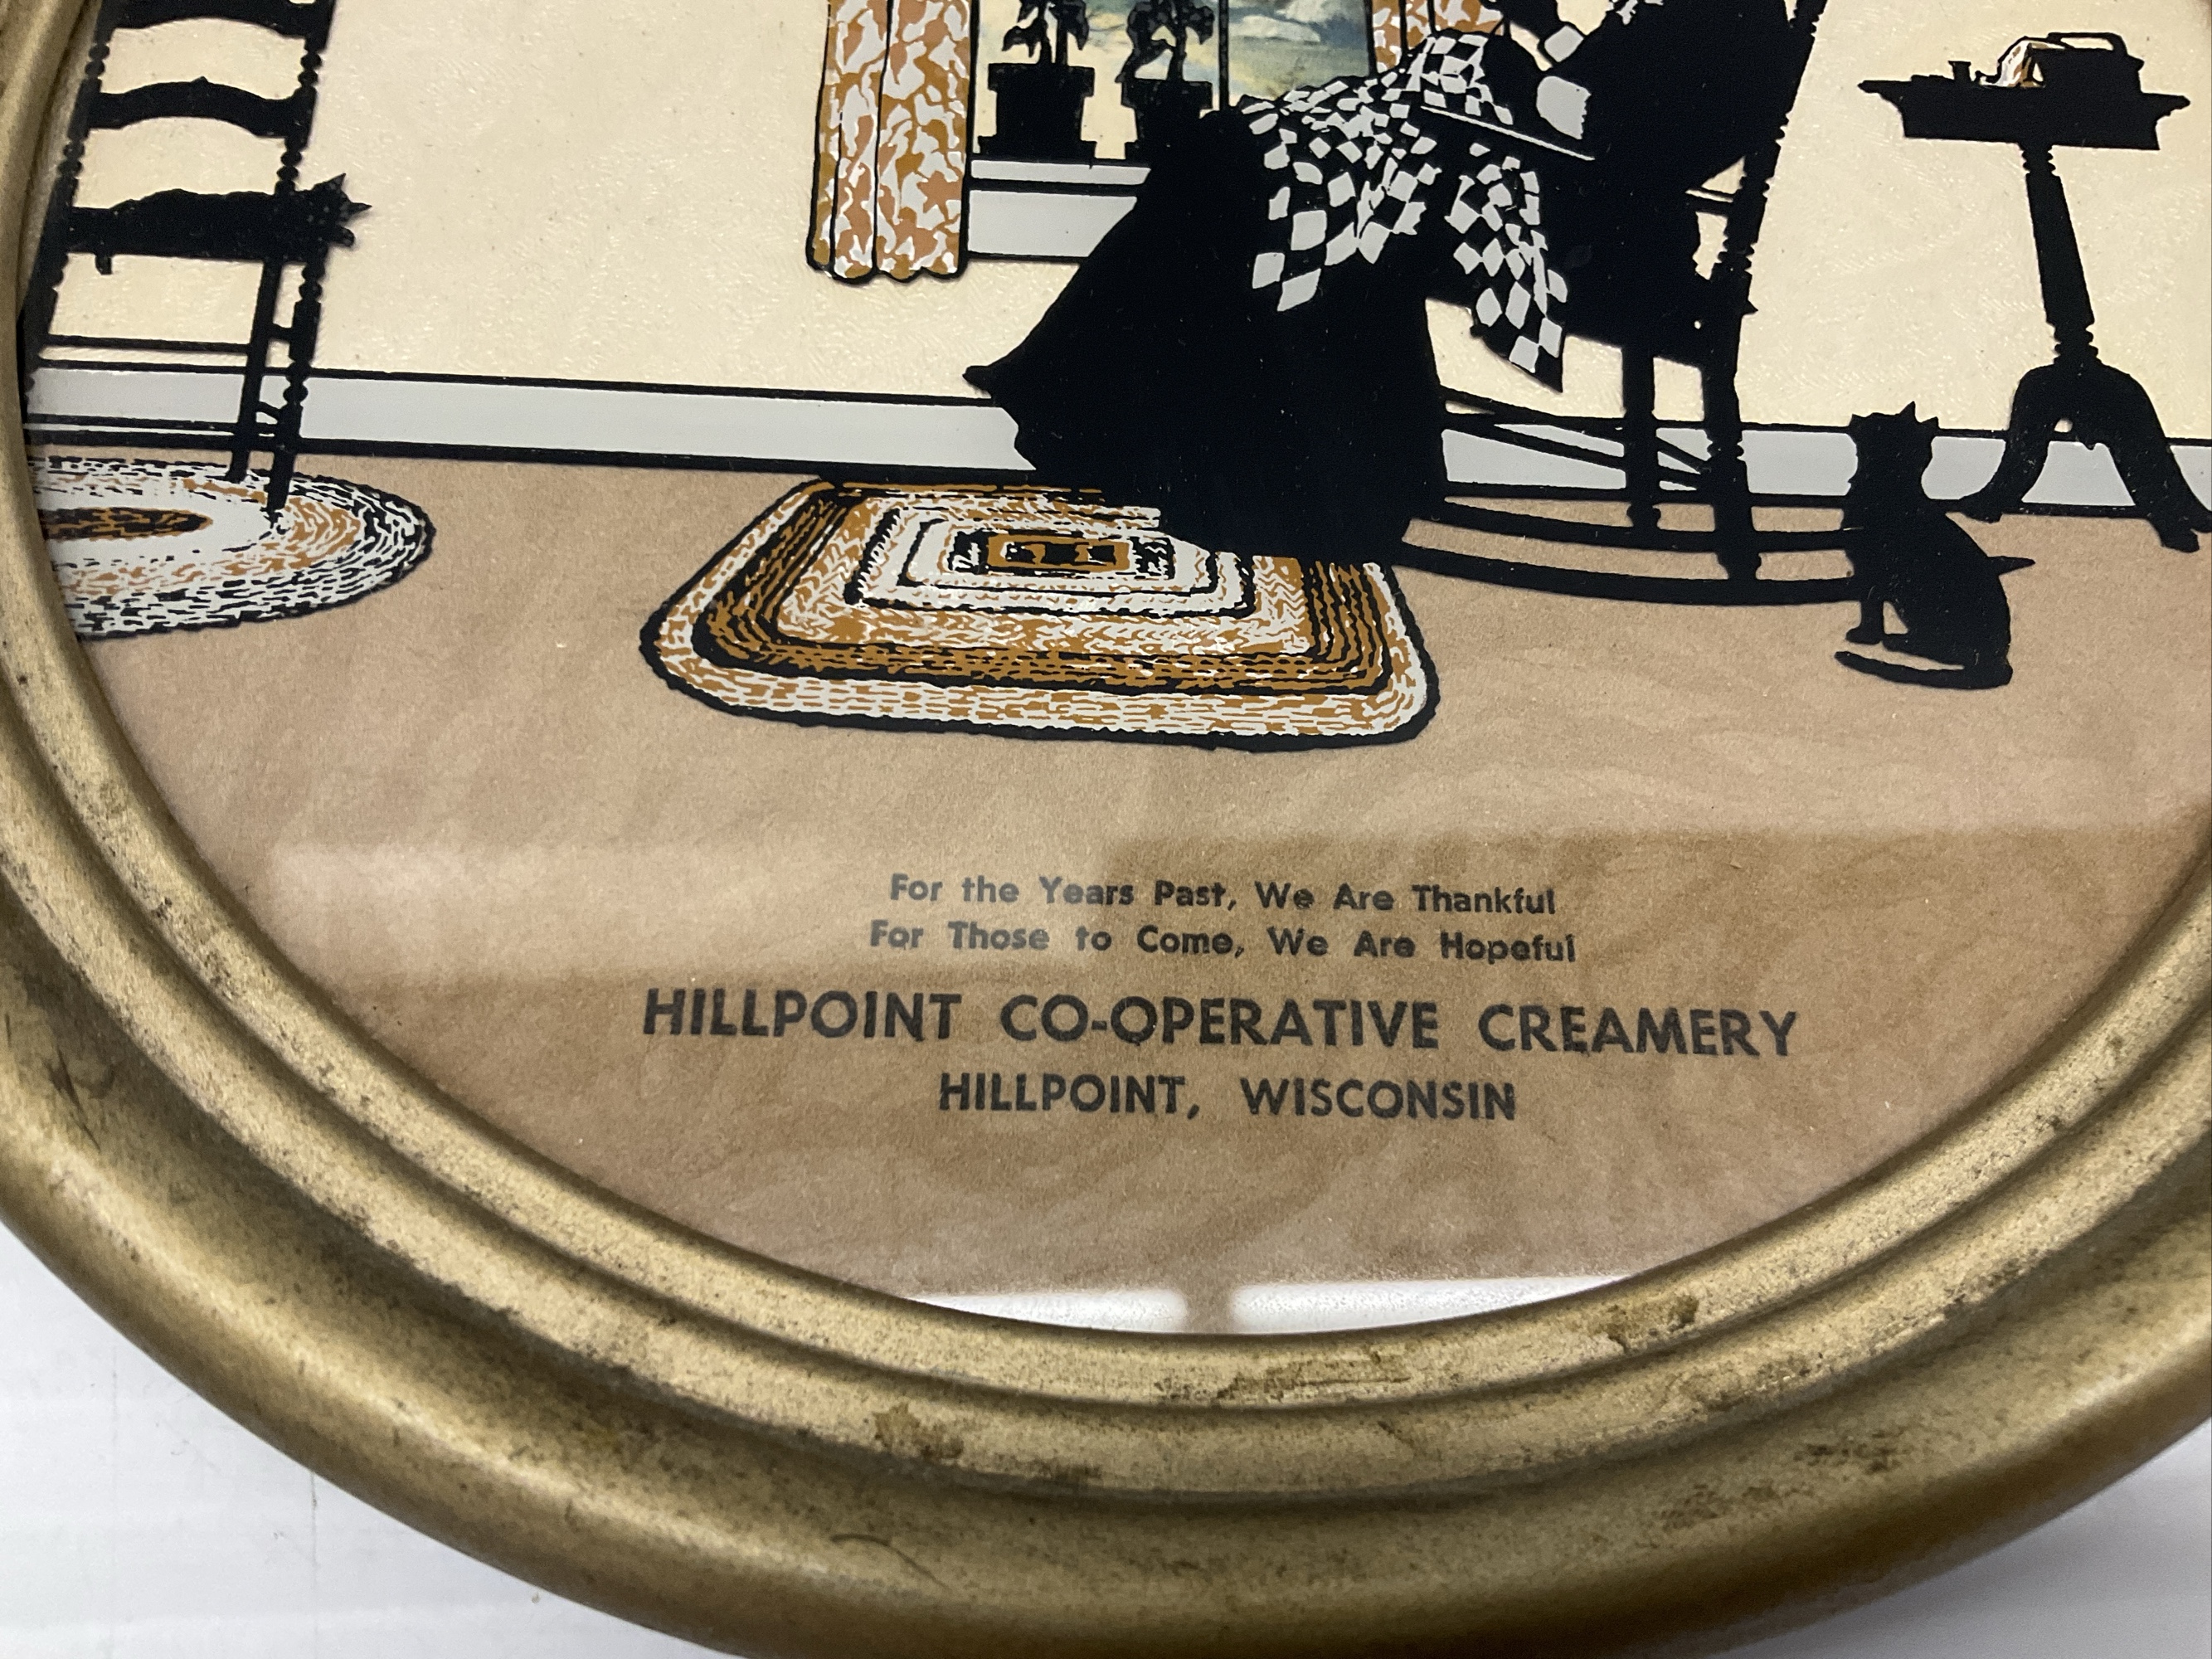 For the Years Past, We Are Thankful
For Those to Come, We Are Hopeful
HILLPOINT CO-OPERATIVE CREAMERY
HILLPOINT, WISCONSIN